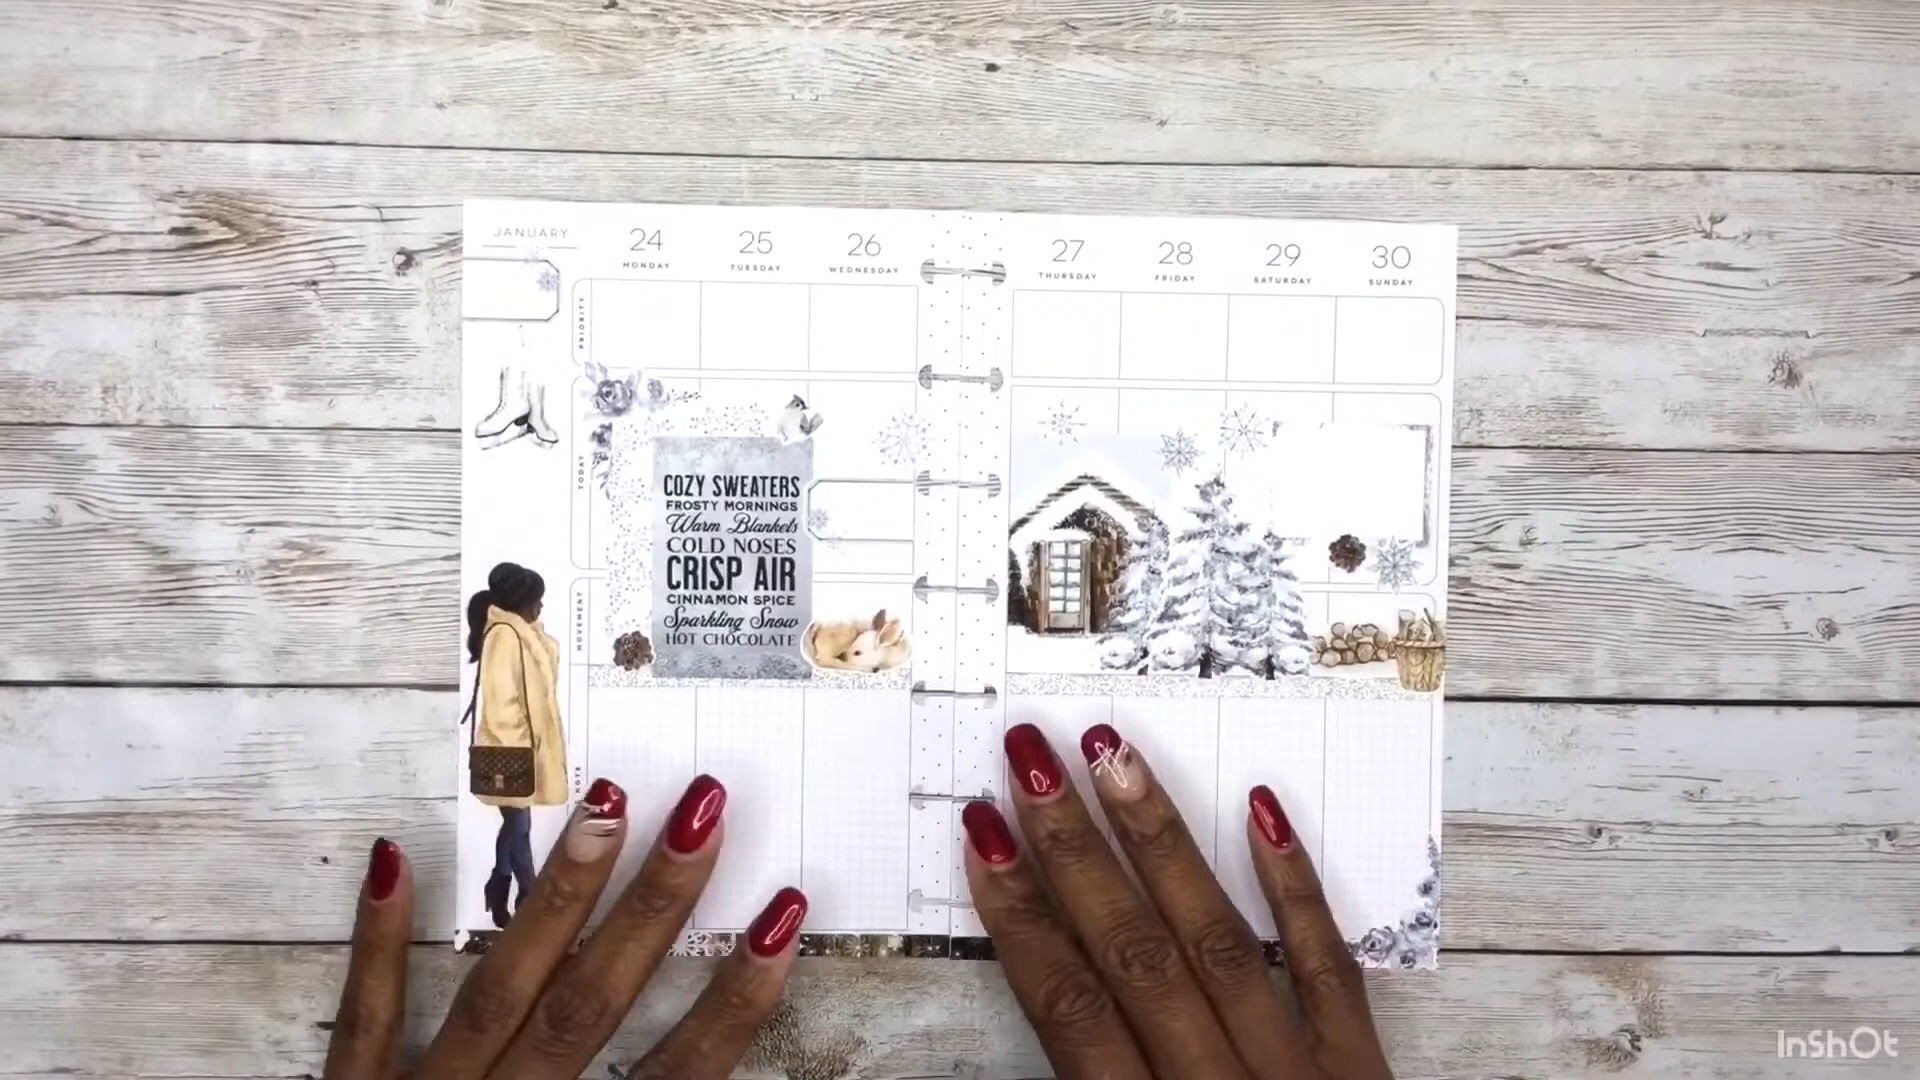 JANUARY
24
MONDAY
25
TUESDAY
26
WEDNESDAY
27
THURSDAY
28
FRIDAY
29
SATURDAY
30
SUNDAY
PRIORITY
TODAY
COZY SWEATERS
FROSTY MORNINGS
Warm Blankets
COLD NOSES
CRISP AIR
CINNAMON SPICE
Sparkling Snow
HOT CHOCOLATE
MOVEMENT
NOTE
InShOt